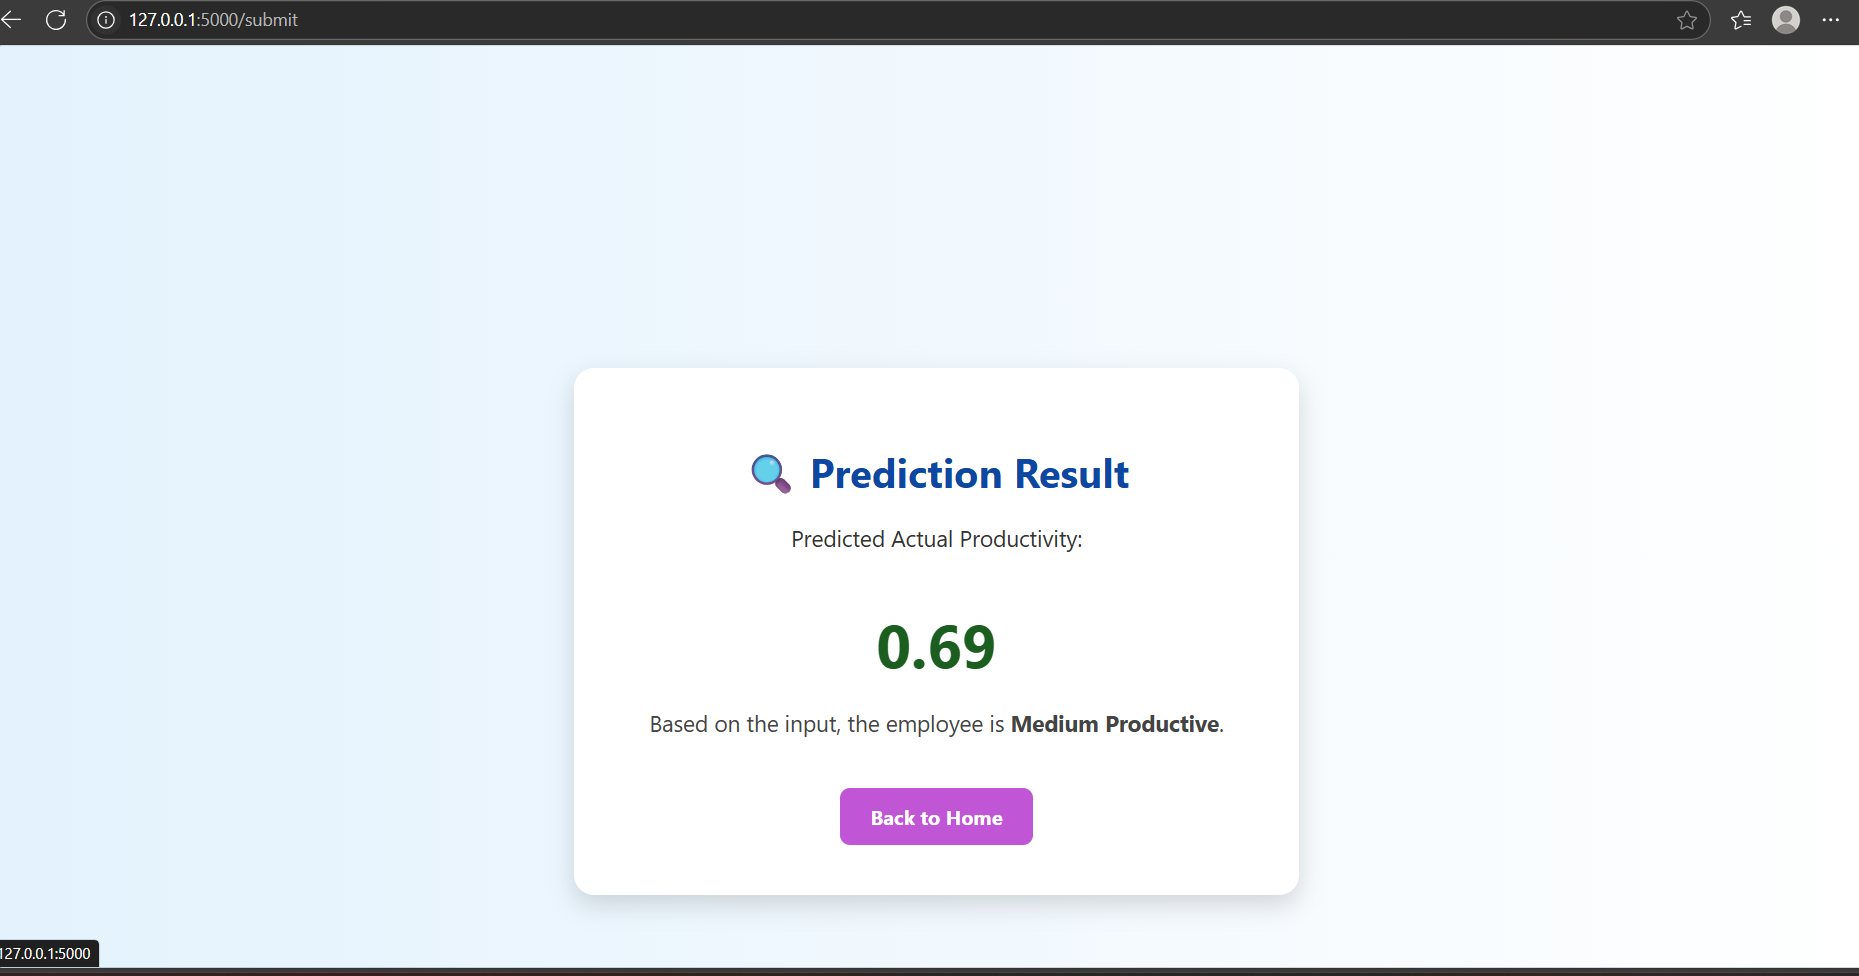 127.0.0.1:5000/submit
Prediction Result
Predicted Actual Productivity:
0.69
Based on the input, the employee is Medium Productive.
Back to Home
127.0.0.1:5000